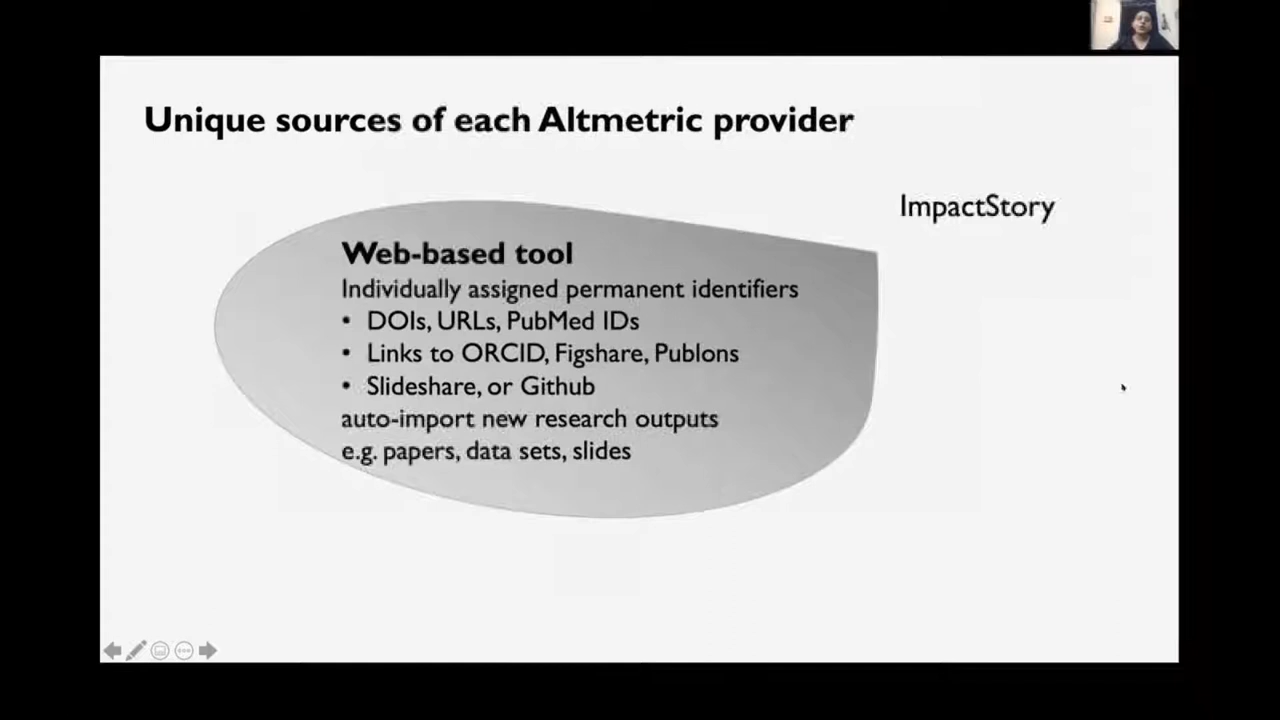 Unique sources of each Altmetric provider
ImpactStory
Web-based tool
Individually assigned permanent identifiers
• DOIs, URLs, PubMed IDs
• Links to ORCID, Figshare, Publons
• Slideshare, or Github
auto-import new research outputs
e.g. papers, data sets, slides